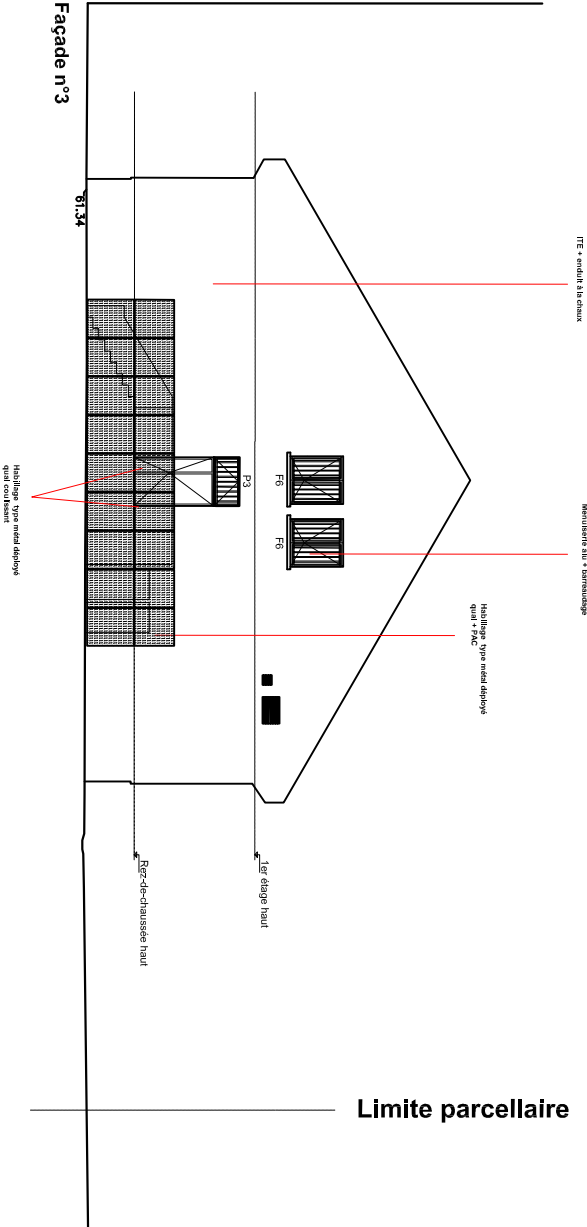 Façade n°3
61.34
ITE + enduit à la chaux
Menuiserie alu + barreaudage
Habillage type métal déployé
quai + PAC
F6
F6
P3
Habillage type métal déployé
quai coulissant
1er étage haut
Rez-de-chaussée haut
Limite parcellaire